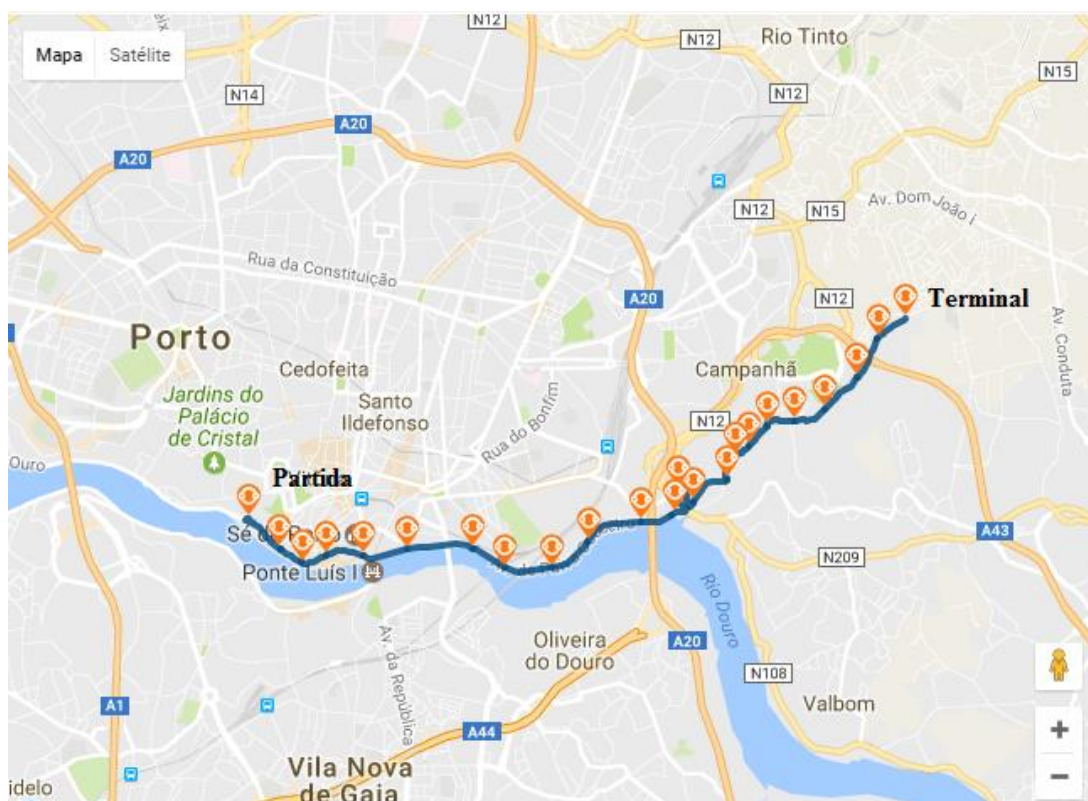 Mapa
Satélite
N12
N12
Rio Tinto
N15
N14
N12
A20
A20
Av. Dom João i
N12
N15
Rua da Constituição
A20
N12
Terminal
Porto
Cedofeita
Campanhã
Av. Conduta
Jardins do
Palácio
de Cristal
Santo
Ildefonso
Rua do Bonfim
N12
Ouro
Partida
Sé do
Ponte Luís I
A43
N209
Rio Douro
Av. da República
Oliveira
do Douro
A20
N108
Valbom
A1
A44
Vila Nova
de Gaia
idelo
+
−